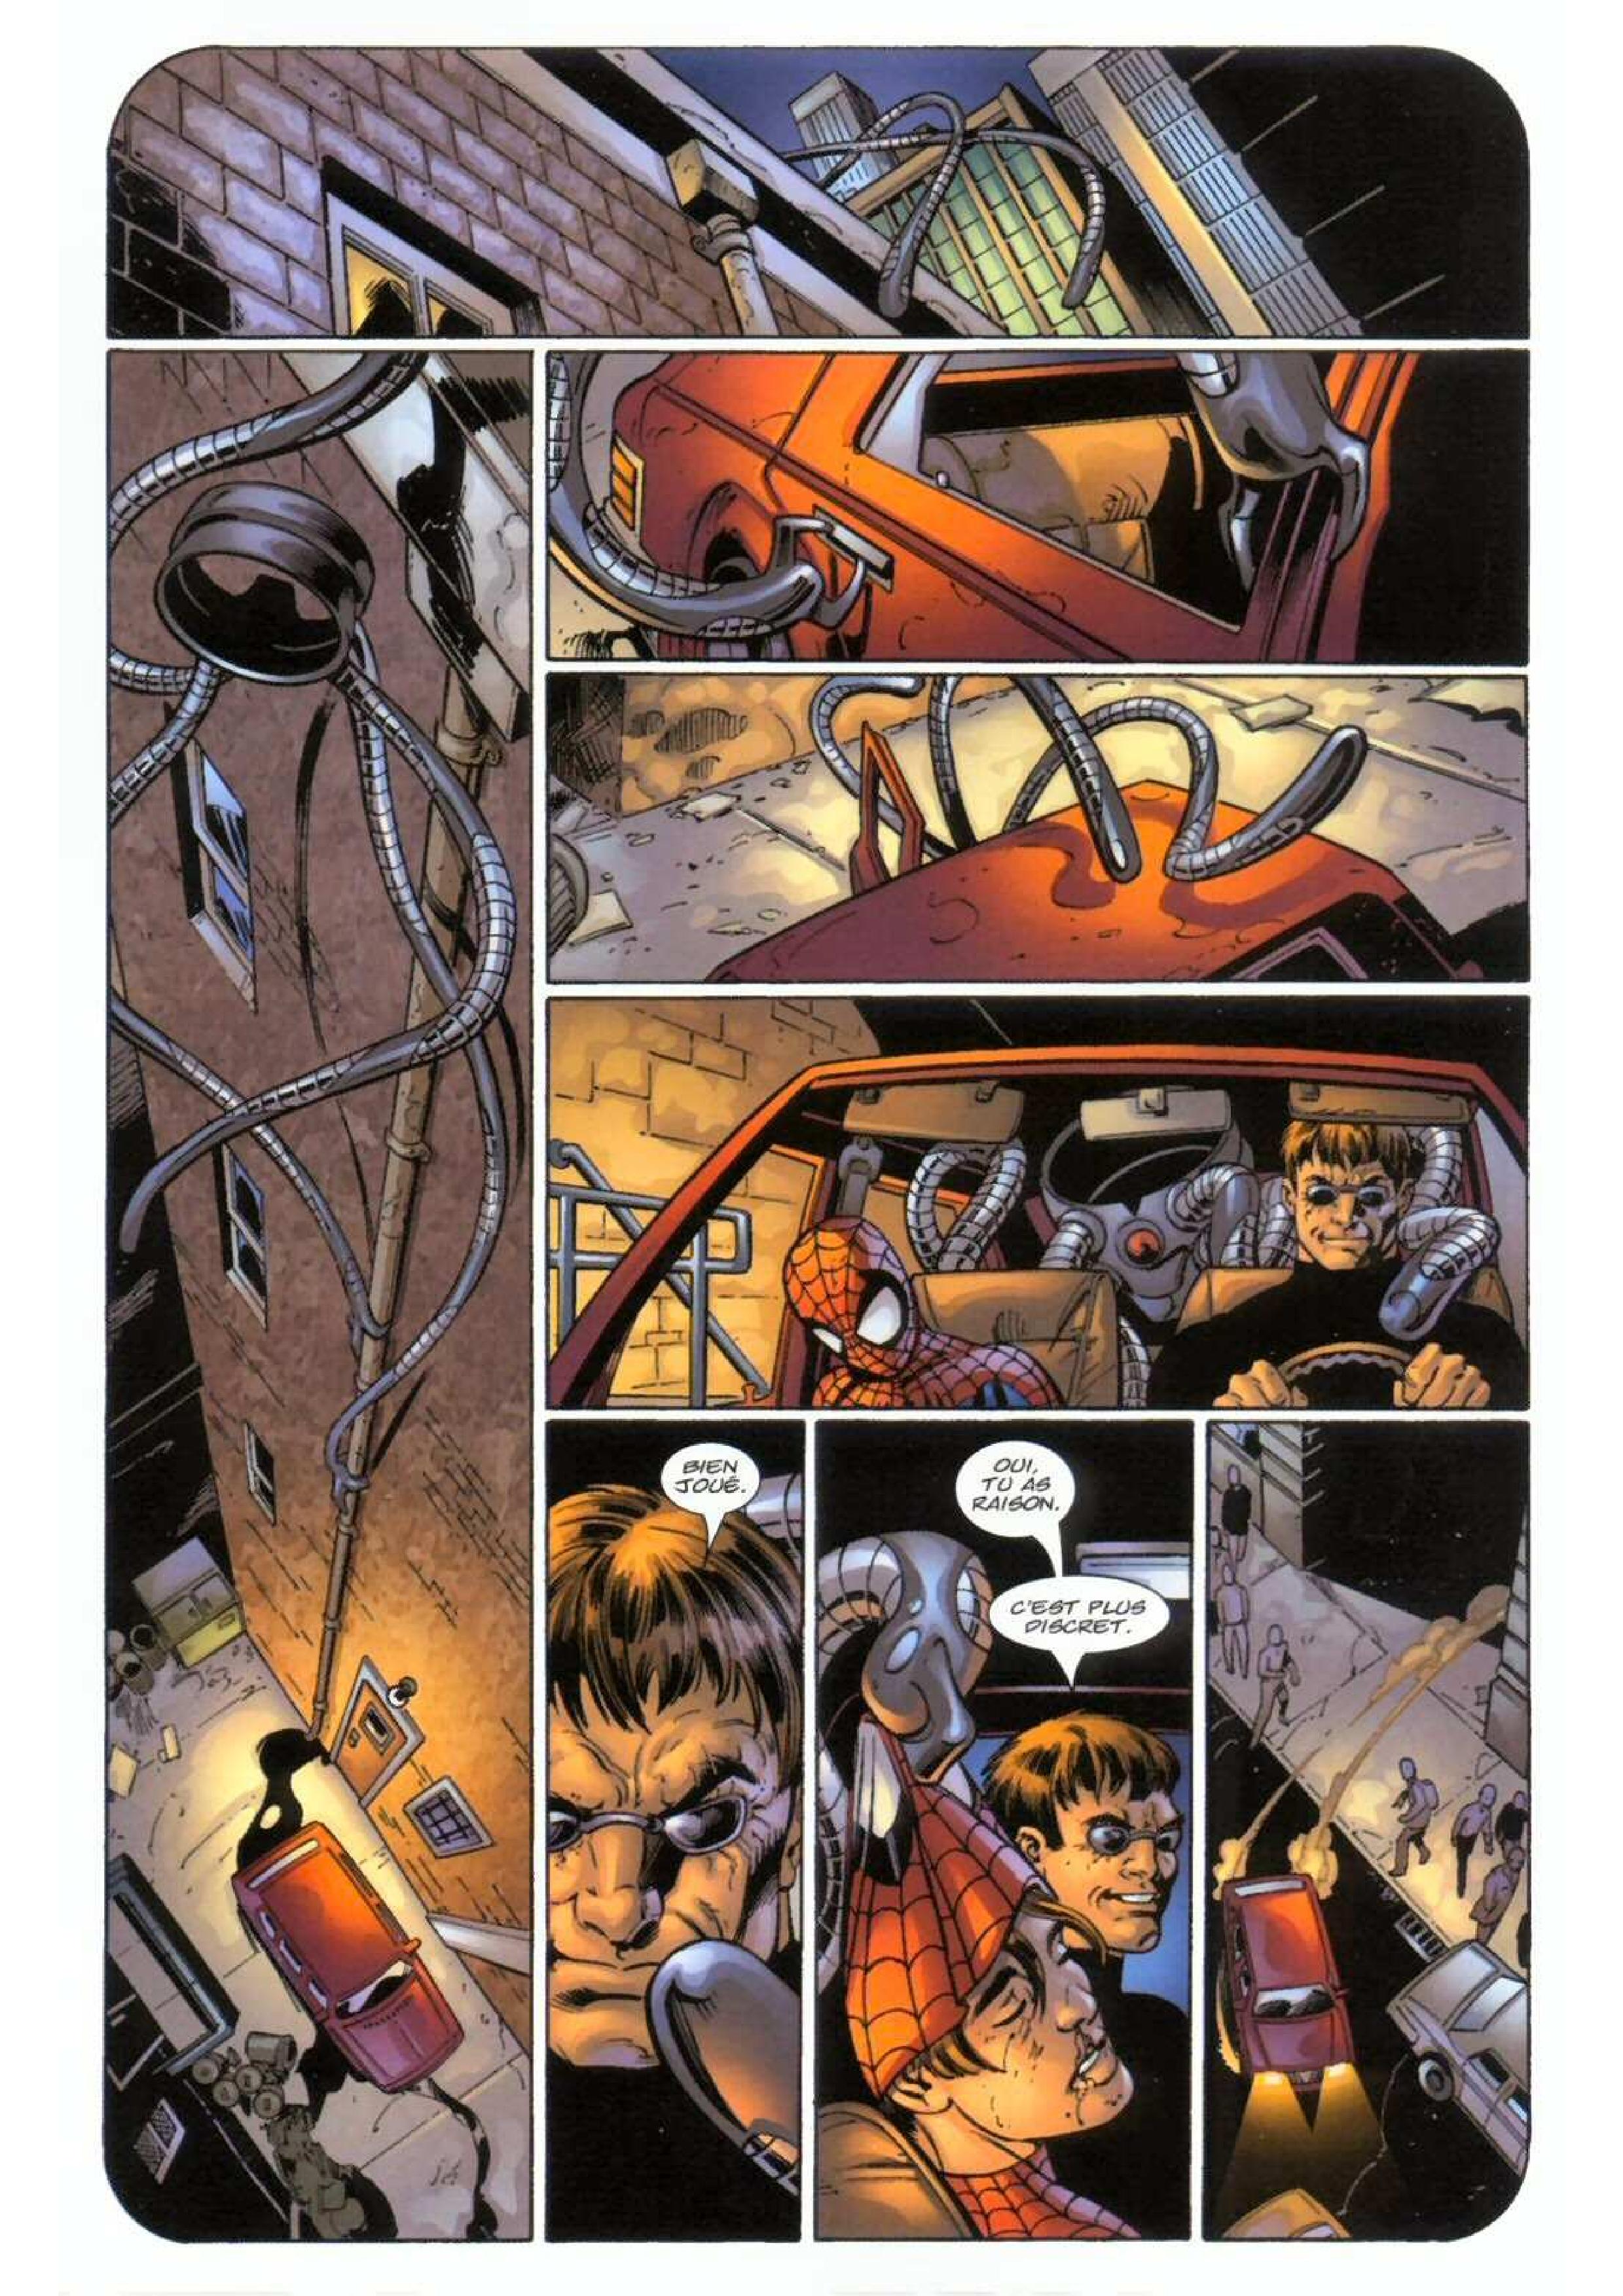 BIEN
JOUÉ.
OUI,
TU AS
RAISON.
C'EST PLUS
DISCRET.